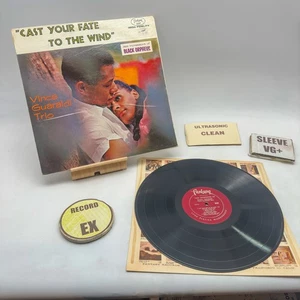 "CAST YOUR FATE
TO THE WIND"
BLACK ORPHEUS
Vince
Guaraldi
Trio
ULTRASONIC
CLEAN
SLEEVE
VG+
RECORD
EX
Fantasy